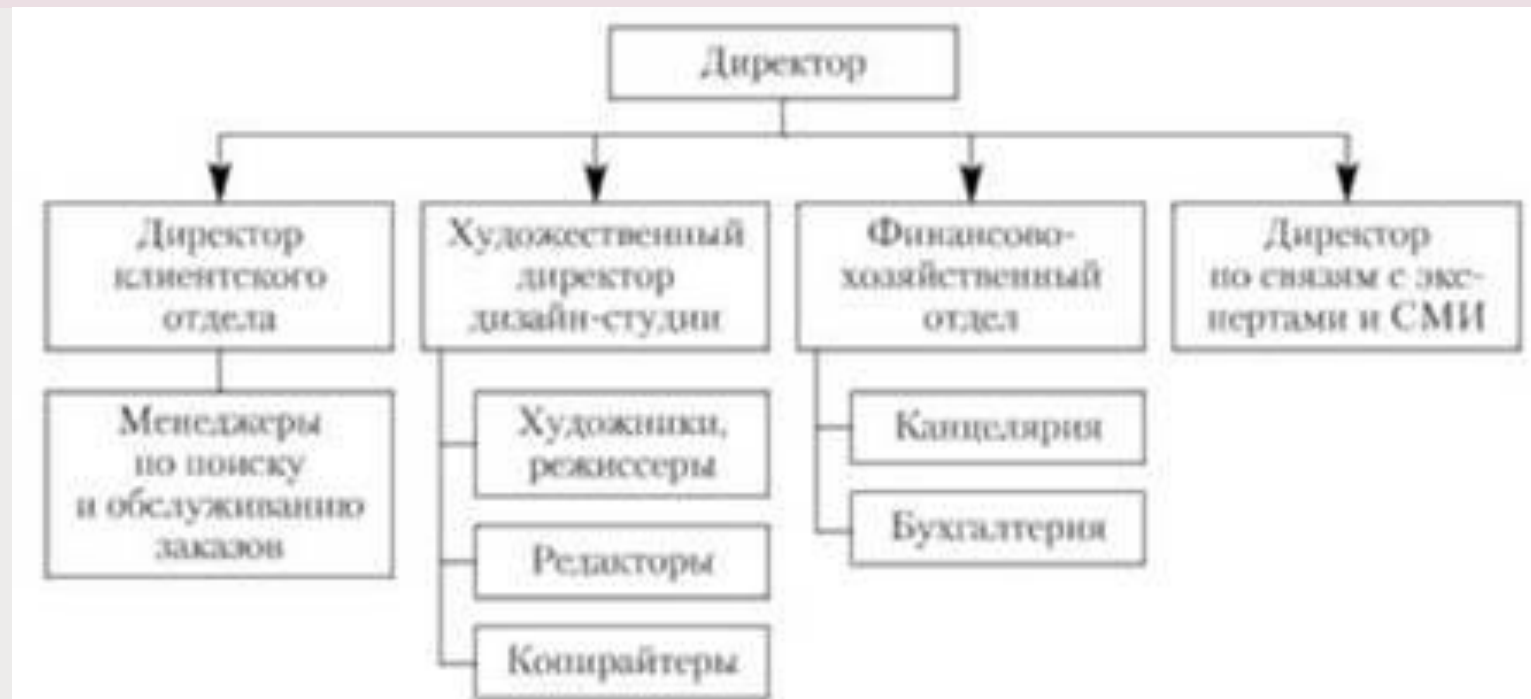 Директор
Директор
клиентского
отдела
Художественный
директор
дизайн-студии
Финансово-
хозяйственный
отдел
Директор
по связям с экс-
пертами и СМИ
Менеджеры
по поиску
и обслуживанию
заказов
Художники,
режиссеры
Редакторы
Копирайтеры
Канцелярия
Бухгалтерия